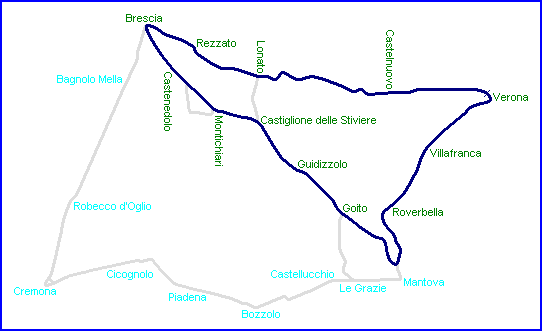 Brescia
Rezzato
Lonato
Castelnuovo
Bagnolo Mella
Castenedolo
Verona
Montichiari
Castiglione delle Stiviere
Villafranca
Guidizzolo
Robecco d'Oglio
Goito
Roverbella
Cicognolo
Castellucchio
Mantova
Cremona
Piadena
Le Grazie
Bozzolo